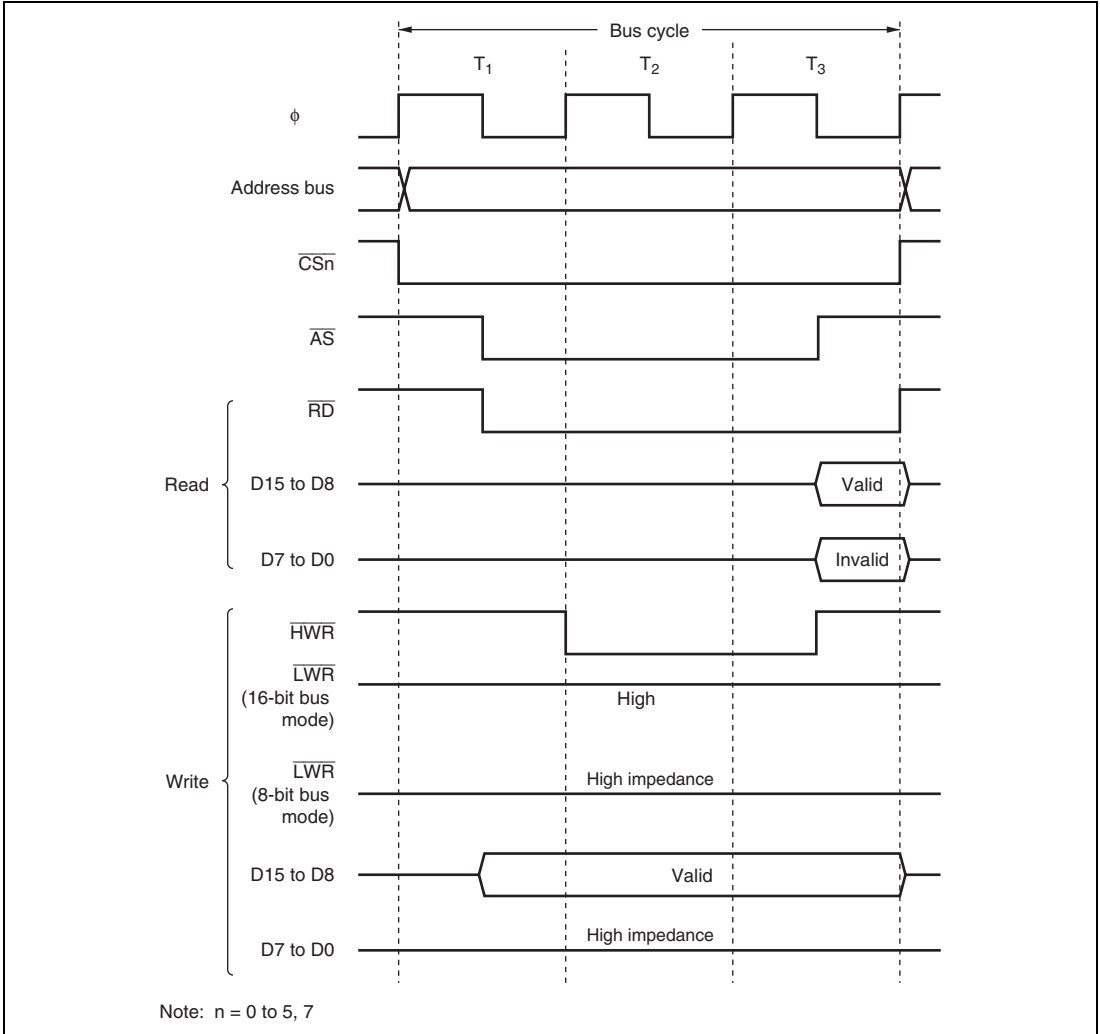 Bus cycle
T1 T2 T3
ϕ
Address bus
CSn
AS
RD
Read
D15 to D8 Valid
D7 to D0 Invalid
HWR
LWR
(16-bit bus
mode)
High
Write
LWR
(8-bit bus
mode)
High impedance
D15 to D8 Valid
D7 to D0 High impedance
Note: n = 0 to 5, 7